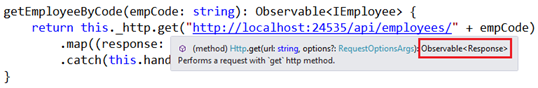 getEmployeeByCode(empCode: string): Observable<IEmployee> {
return this._http.get("http://localhost:24535/api/employees/" + empCode)
.map((response:
.catch(this.hand
(method) Http.get(url: string, options?: RequestOptionsArgs): Observable<Response>
Performs a request with `get` http method.
}